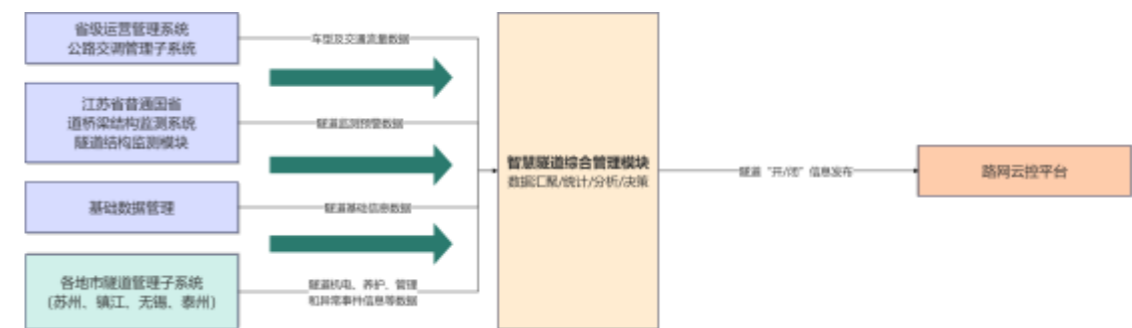 省级运营管理系统
公路交调管理子系统
车型及交通流量数据
江苏省普通国省
道桥梁结构监测系统
隧道结构监测模块
隧道监测预警数据
基础数据管理
隧道基础信息数据
各地市隧道管理子系统
(苏州、镇江、无锡、泰州)
隧道机电、养护、管理
和异常事件信息等数据
智慧隧道综合管理模块
数据汇聚/统计/分析/决策
隧道“开/闭”信息发布
路网云控平台